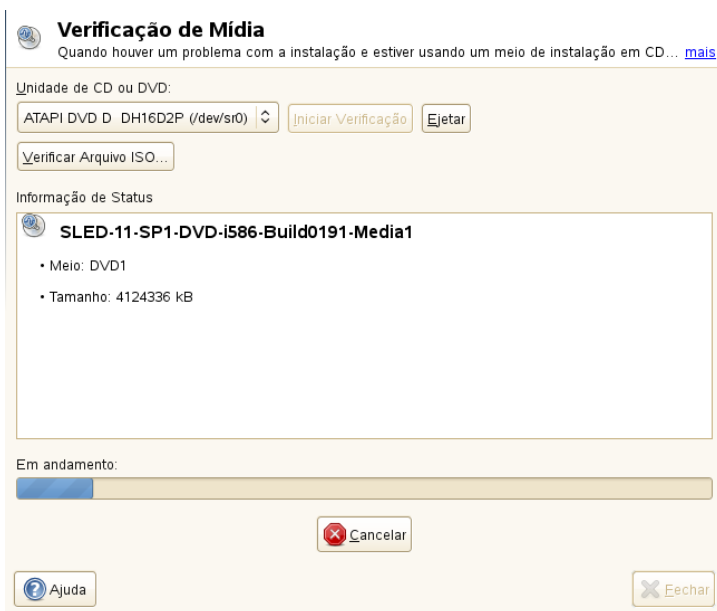 Verificação de Mídia
Quando houver um problema com a instalação e estiver usando um meio de instalação em CD... mais
Unidade de CD ou DVD:
ATAPI DVD D DH16D2P (/dev/sr0) Iniciar Verificação Ejetar
Verificar Arquivo ISO...
Informação de Status
SLED-11-SP1-DVD-i586-Build0191-Media1
• Meio: DVD1
• Tamanho: 4124336 kB
Em andamento:
Cancelar
Ajuda Fechar